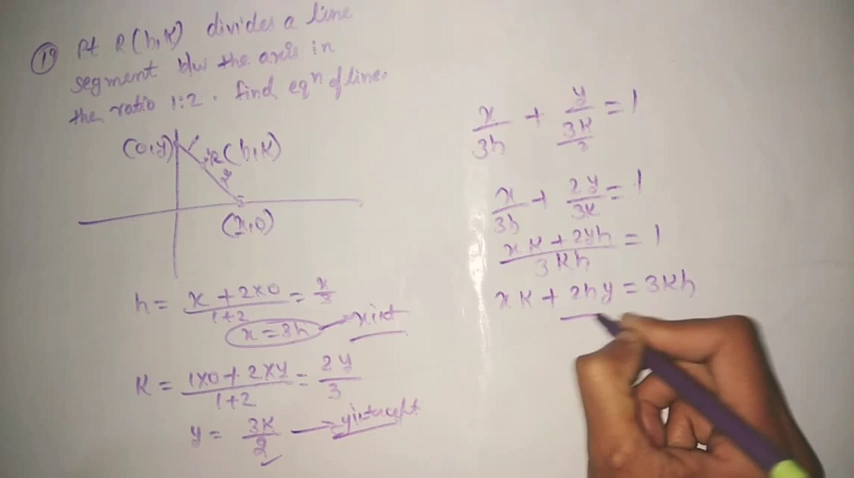 19 Pt R(h,K) divides a line
segment b/w the axis in
the ratio 1:2. find eqn of line.
(0,y)
1
R(h,K)
2
(x,0)
h = x + 2×0 / 1+2 = x/3
x = 3h → x int
K = 1×0 + 2×y / 1+2 = 2y/3
y = 3K/2 → y intercept
x/3h + y/(3K/2) = 1
x/3h + 2y/3K = 1
xK + 2yh / 3Kh = 1
xK + 2hy = 3Kh